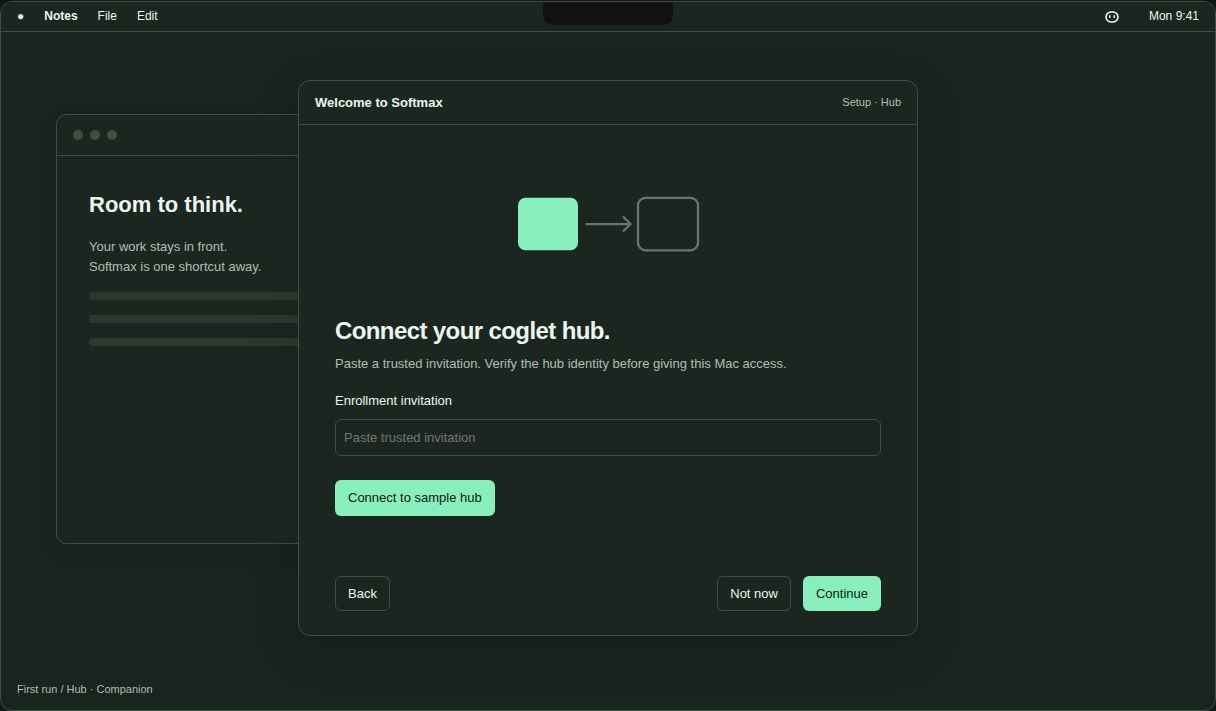 Notes File Edit
Mon 9:41
Welcome to Softmax
Setup · Hub
Room to think.
Your work stays in front.
Softmax is one shortcut away.
Connect your coglet hub.
Paste a trusted invitation. Verify the hub identity before giving this Mac access.
Enrollment invitation
Paste trusted invitation
Connect to sample hub
Back
Not now
Continue
First run / Hub · Companion